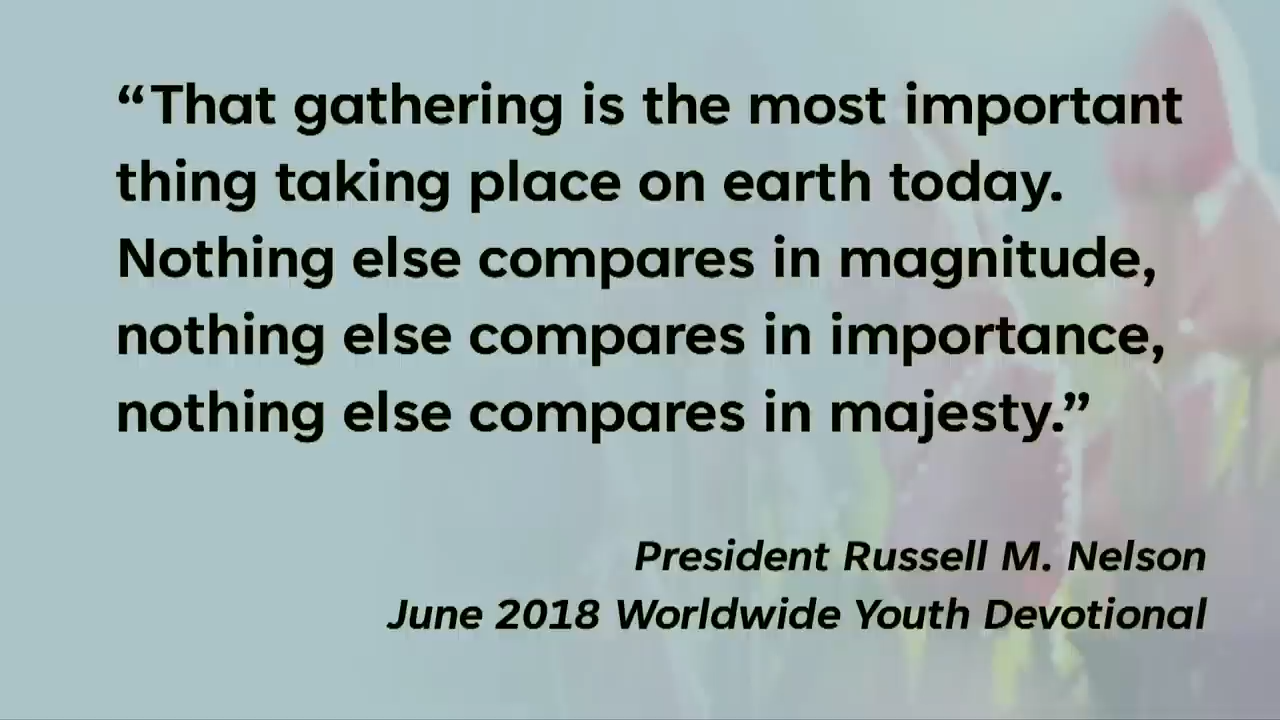 “That gathering is the most important
thing taking place on earth today.
Nothing else compares in magnitude,
nothing else compares in importance,
nothing else compares in majesty.”
President Russell M. Nelson
June 2018 Worldwide Youth Devotional